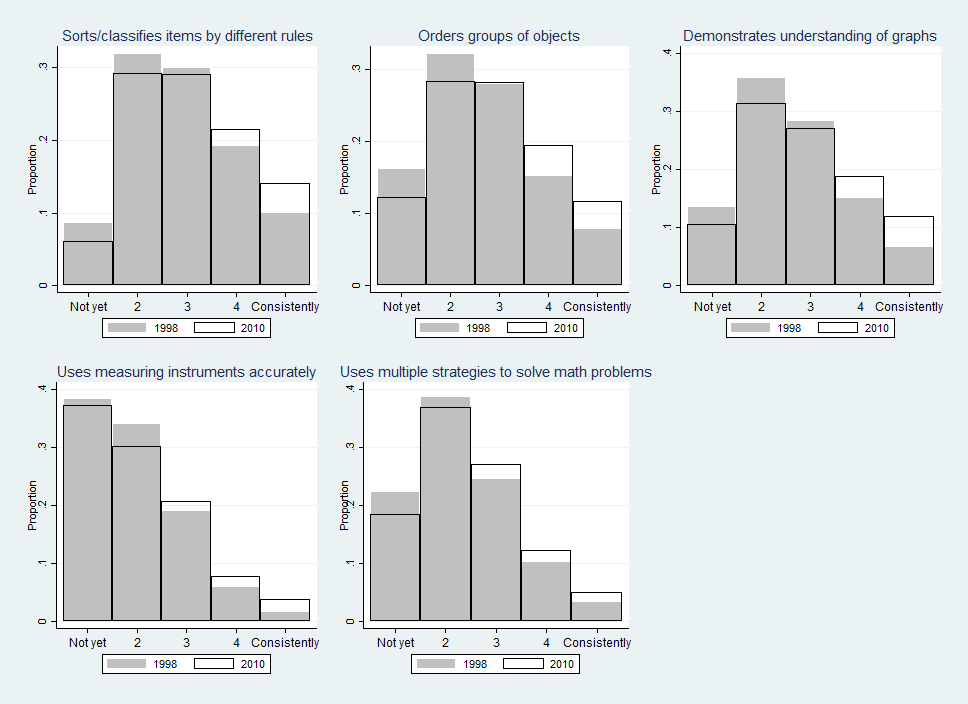 Sorts/classifies items by different rules
Proportion
.3
.2
.1
0
Not yet 2 3 4 Consistently
1998 2010
Orders groups of objects
Proportion
.3
.2
.1
0
Not yet 2 3 4 Consistently
1998 2010
Demonstrates understanding of graphs
Proportion
.4
.3
.2
.1
0
Not yet 2 3 4 Consistently
1998 2010
Uses measuring instruments accurately
Proportion
.4
.3
.2
.1
0
Not yet 2 3 4 Consistently
1998 2010
Uses multiple strategies to solve math problems
Proportion
.4
.3
.2
.1
0
Not yet 2 3 4 Consistently
1998 2010